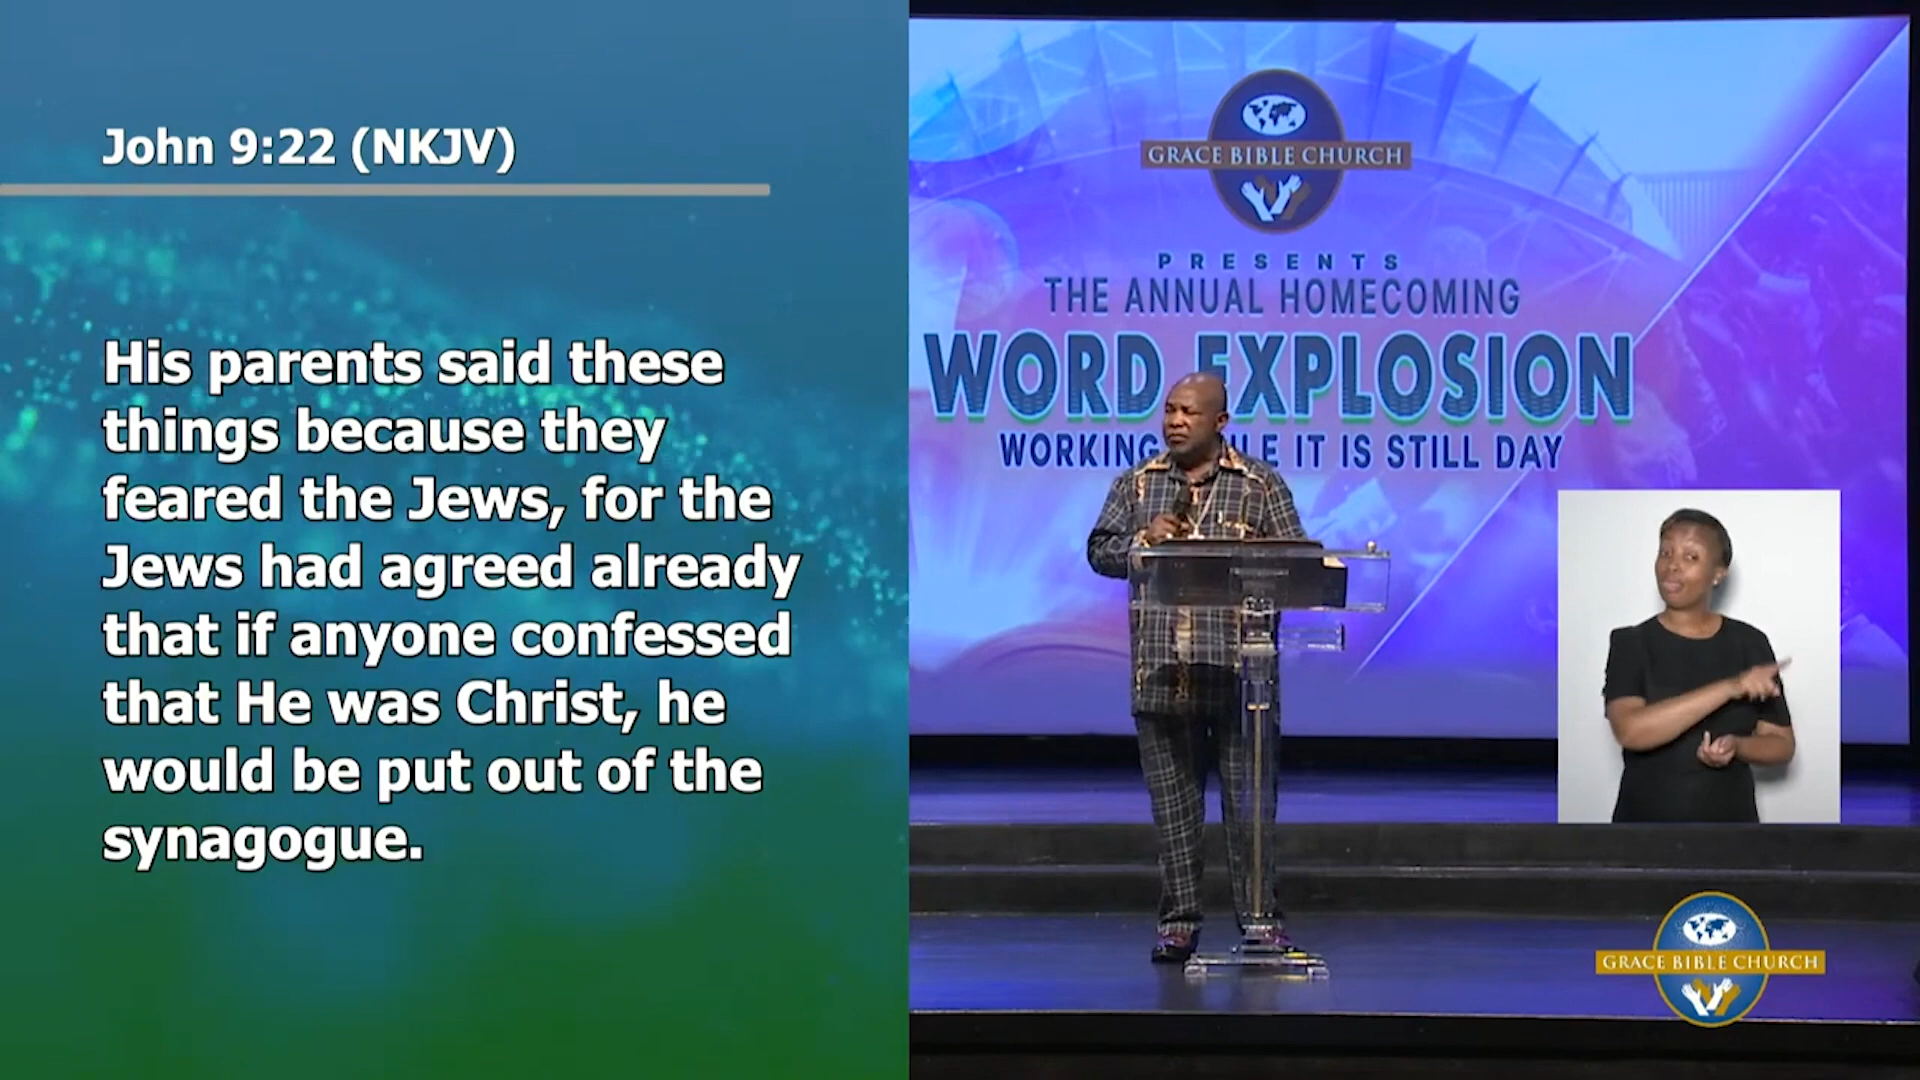 John 9:22 (NKJV)
His parents said these
things because they
feared the Jews, for the
Jews had agreed already
that if anyone confessed
that He was Christ, he
would be put out of the
synagogue.
GRACE BIBLE CHURCH
PRESENTS
THE ANNUAL HOMECOMING
WORD EXPLOSION
WORKING IT IS STILL DAY
GRACE BIBLE CHURCH